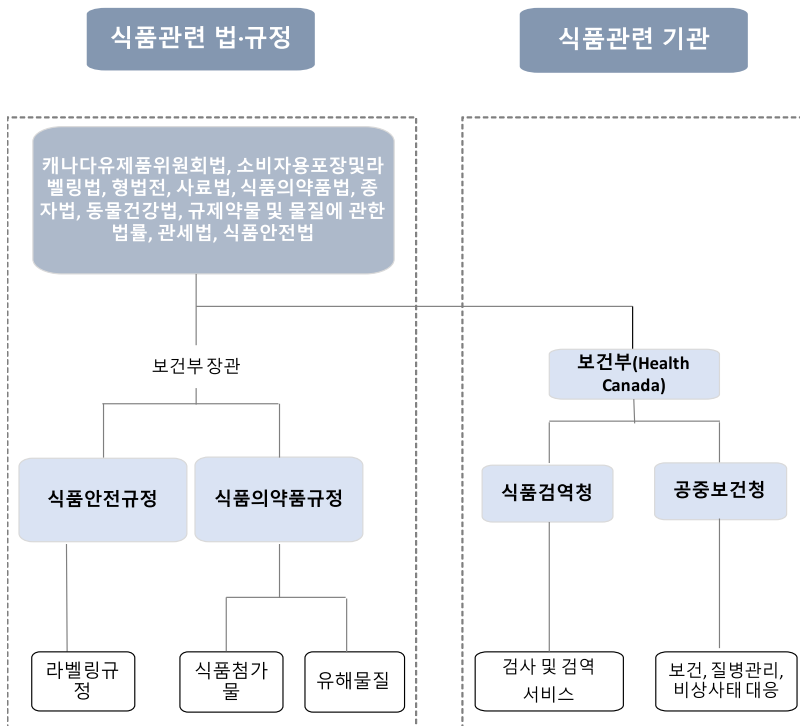 식품관련 법·규정
식품관련 기관
캐나다유제품위원회법, 소비자용포장및라
벨링법, 형법전, 사료법, 식품의약품법, 종
자법, 동물건강법, 규제약물 및 물질에 관한
법률, 관세법, 식품안전법
보건부 장관
보건부(Health
Canada)
식품안전규정
식품의약품규정
식품검역청
공중보건청
라벨링규
정
식품첨가
물
유해물질
검사 및 검역
서비스
보건, 질병관리,
비상사태 대응